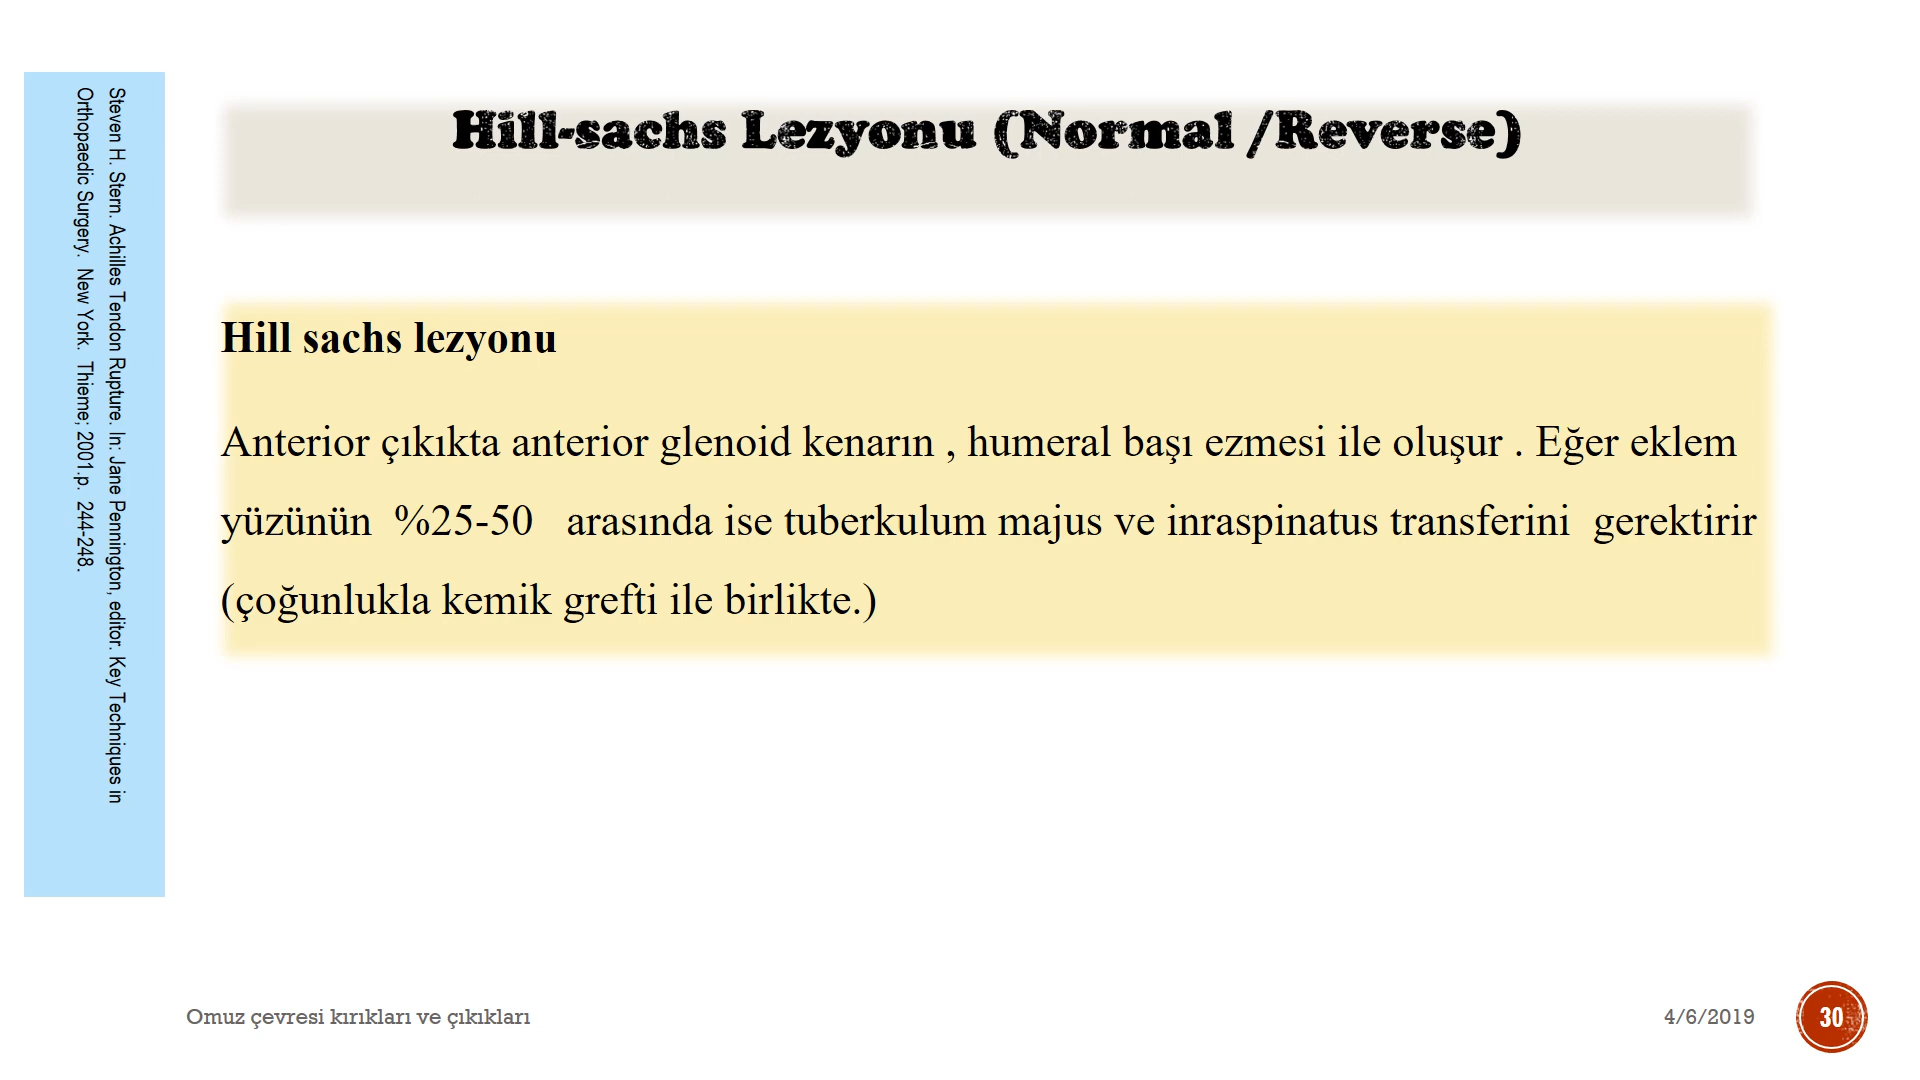 Hill-sachs Lezyonu (Normal /Reverse)
Steven H. Stern. Achilles Tendon Rupture. In: Jane Pennington, editor. Key Techniques in
Orthopaedic Surgery. New York. Thieme; 2001.p. 244-248.
Hill sachs lezyonu
Anterior çıkıkta anterior glenoid kenarın , humeral başı ezmesi ile oluşur . Eğer eklem
yüzünün %25-50 arasında ise tuberkulum majus ve inraspinatus transferini gerektirir
(çoğunlukla kemik grefti ile birlikte.)
Omuz çevresi kırıkları ve çıkıkları
4/6/2019
30